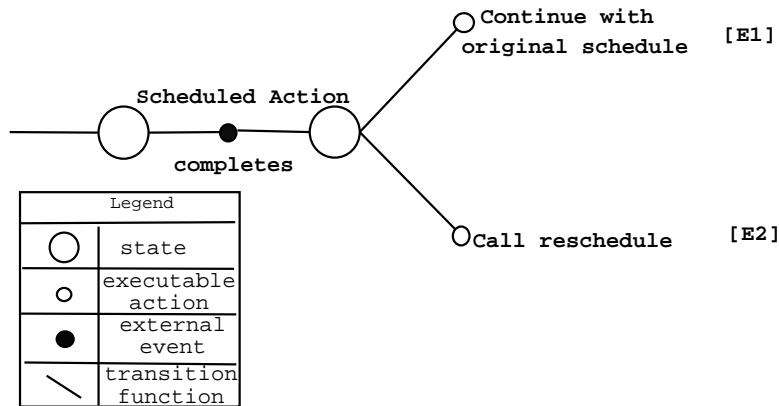 Continue with
original schedule [E1]
Scheduled Action
completes
Call reschedule [E2]
Legend
state
executable
action
external
event
transition
function